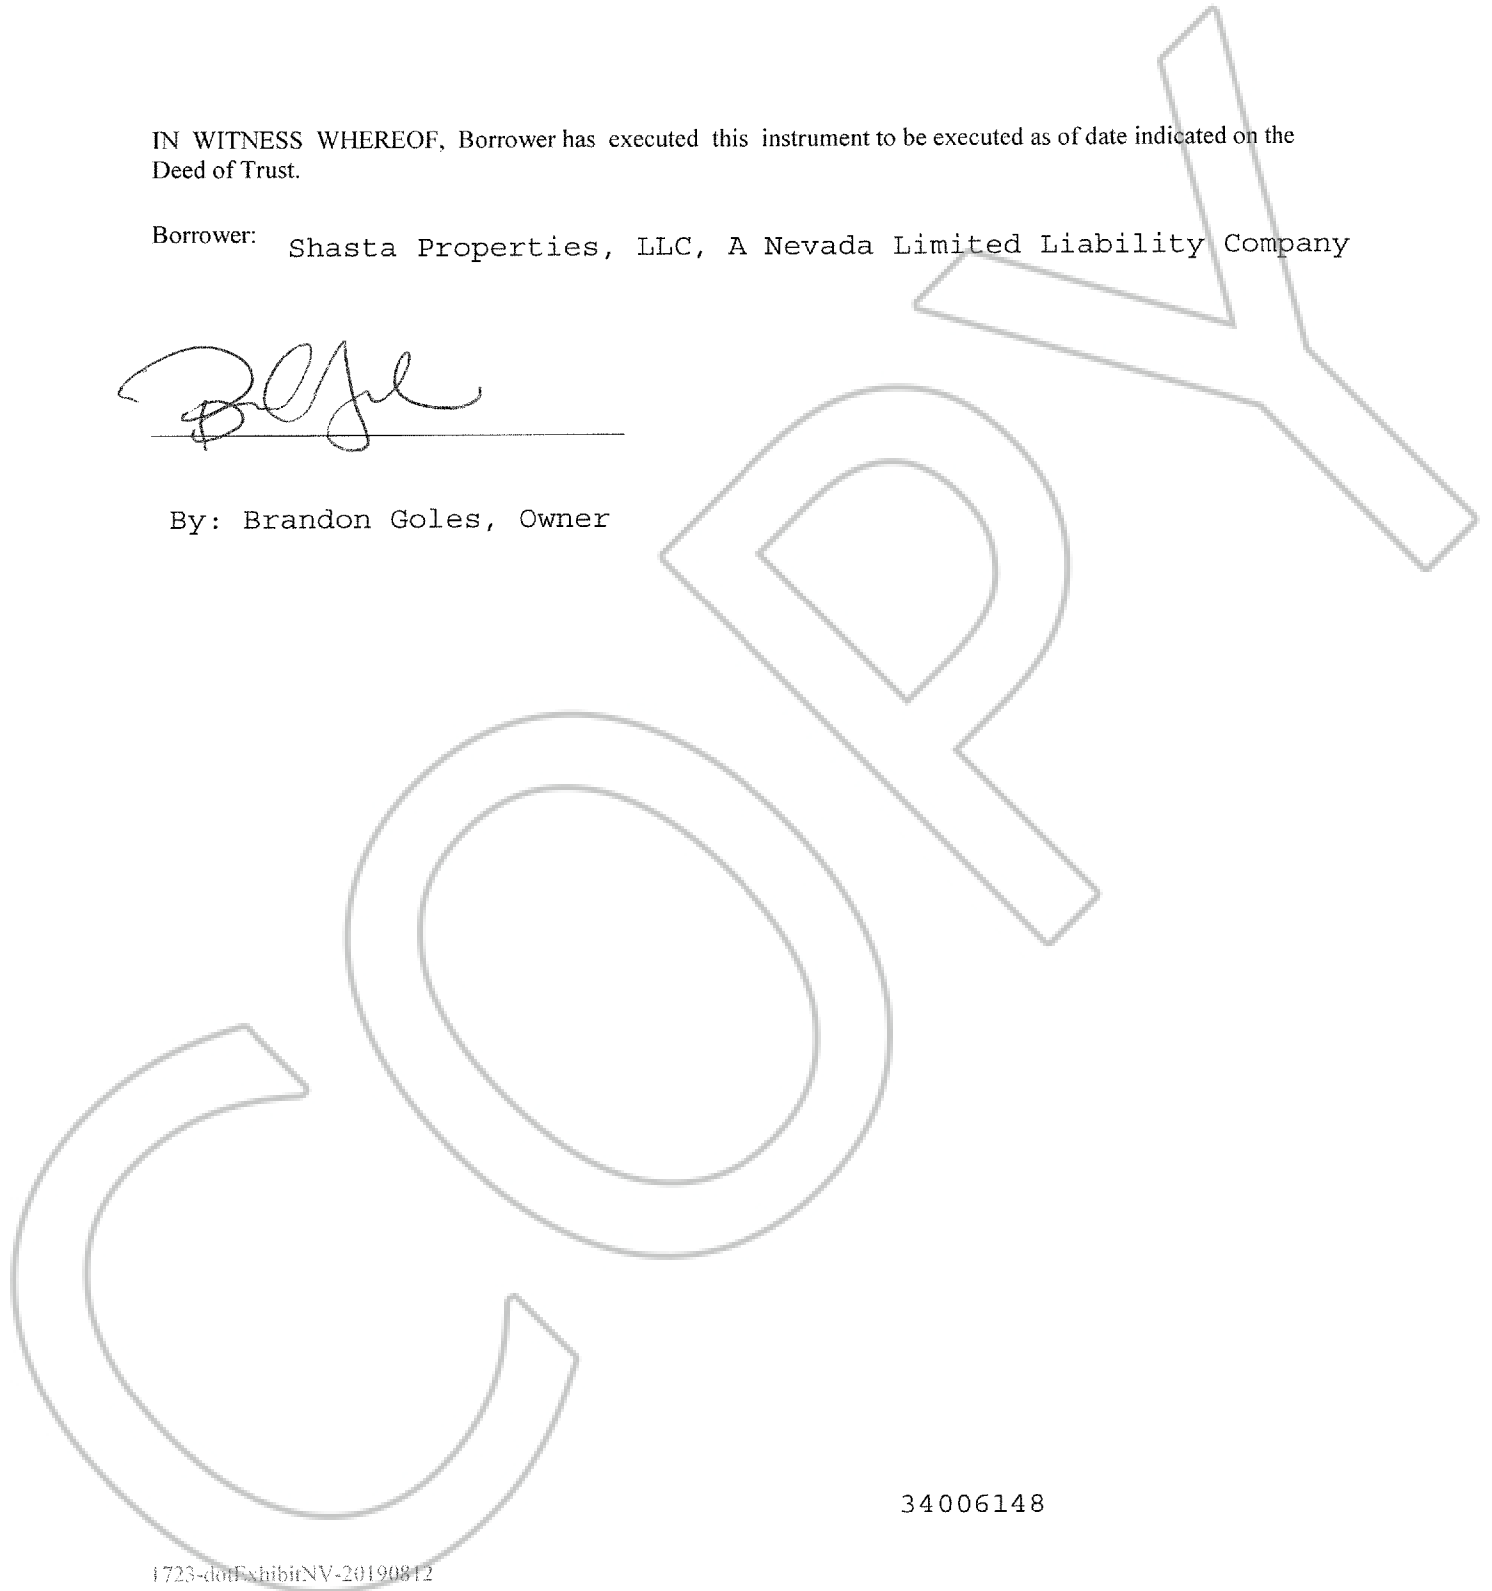 IN WITNESS WHEREOF, Borrower has executed this instrument to be executed as of date indicated on the
Deed of Trust.
Borrower: Shasta Properties, LLC, A Nevada Limited Liability Company
By: Brandon Goles, Owner
COPY
34006148
1723-dotExhibitNV-20190812